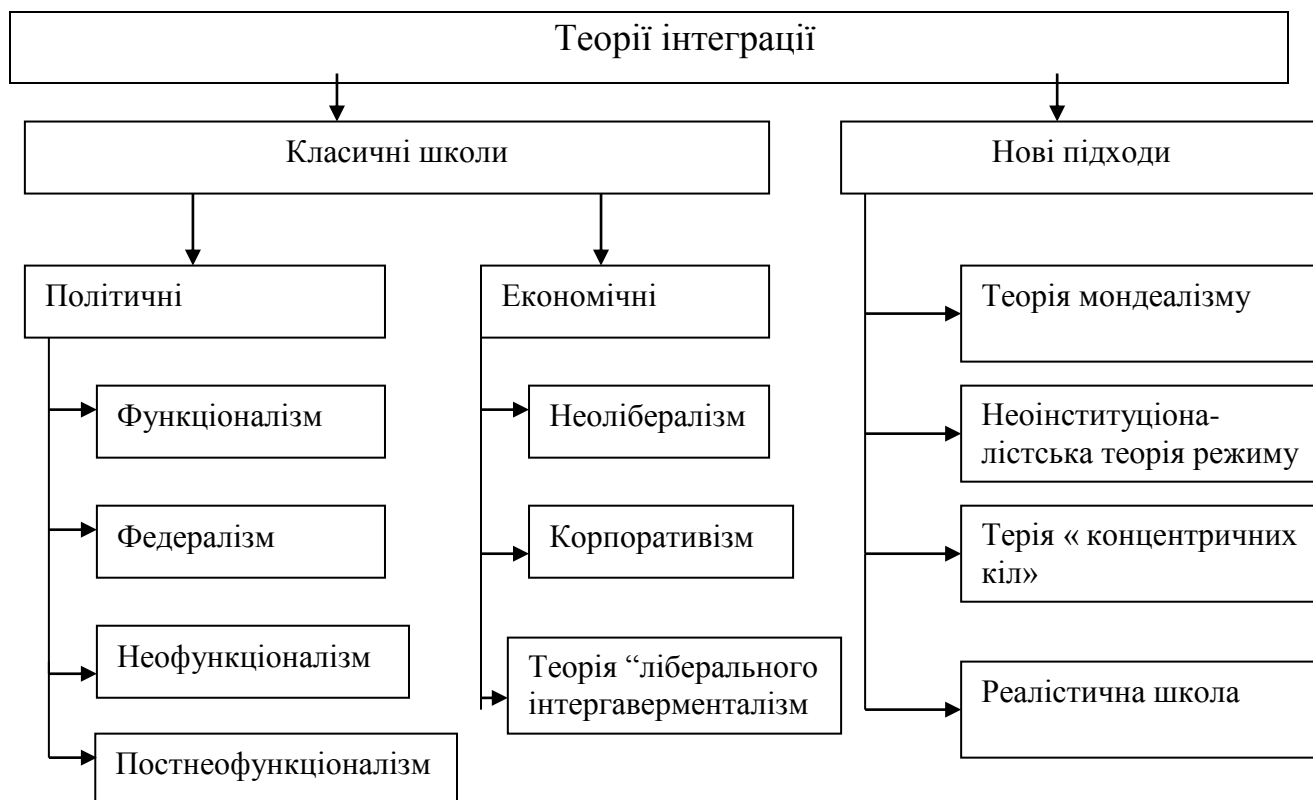 Теорії інтеграції
Класичні школи
Нові підходи
Політичні
Функціоналізм
Федералізм
Неофункціоналізм
Постнеофункціоналізм
Економічні
Неолібералізм
Корпоративізм
Теорія “ліберального
інтергаверменталізм
Теорія мондеалізму
Неоінституціона-
лістська теорія режиму
Терія « концентричних
кіл»
Реалістична школа